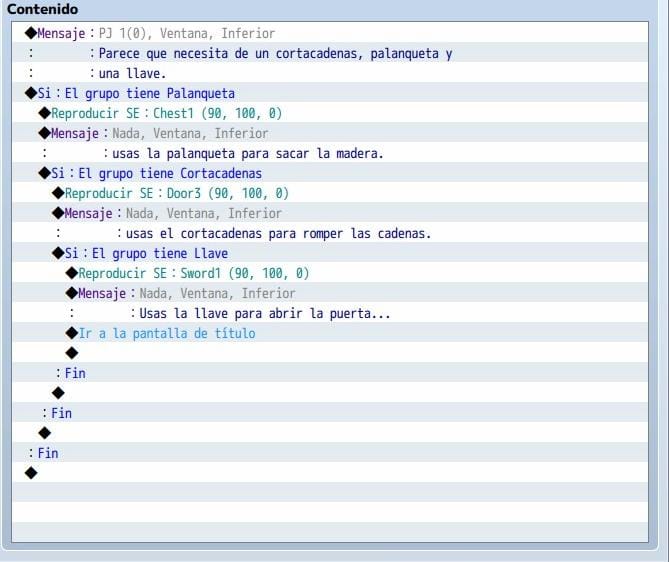 Contenido
◆Mensaje：PJ 1(0), Ventana, Inferior
：　　　：Parece que necesita de un cortacadenas, palanqueta y
：　　　：una llave.
◆Si：El grupo tiene Palanqueta
◆Reproducir SE：Chest1 (90, 100, 0)
◆Mensaje：Nada, Ventana, Inferior
：　　　：usas la palanqueta para sacar la madera.
◆Si：El grupo tiene Cortacadenas
◆Reproducir SE：Door3 (90, 100, 0)
◆Mensaje：Nada, Ventana, Inferior
：　　　：usas el cortacadenas para romper las cadenas.
◆Si：El grupo tiene Llave
◆Reproducir SE：Sword1 (90, 100, 0)
◆Mensaje：Nada, Ventana, Inferior
：　　　：Usas la llave para abrir la puerta...
◆Ir a la pantalla de título
◆
：Fin
◆
：Fin
◆
：Fin
◆